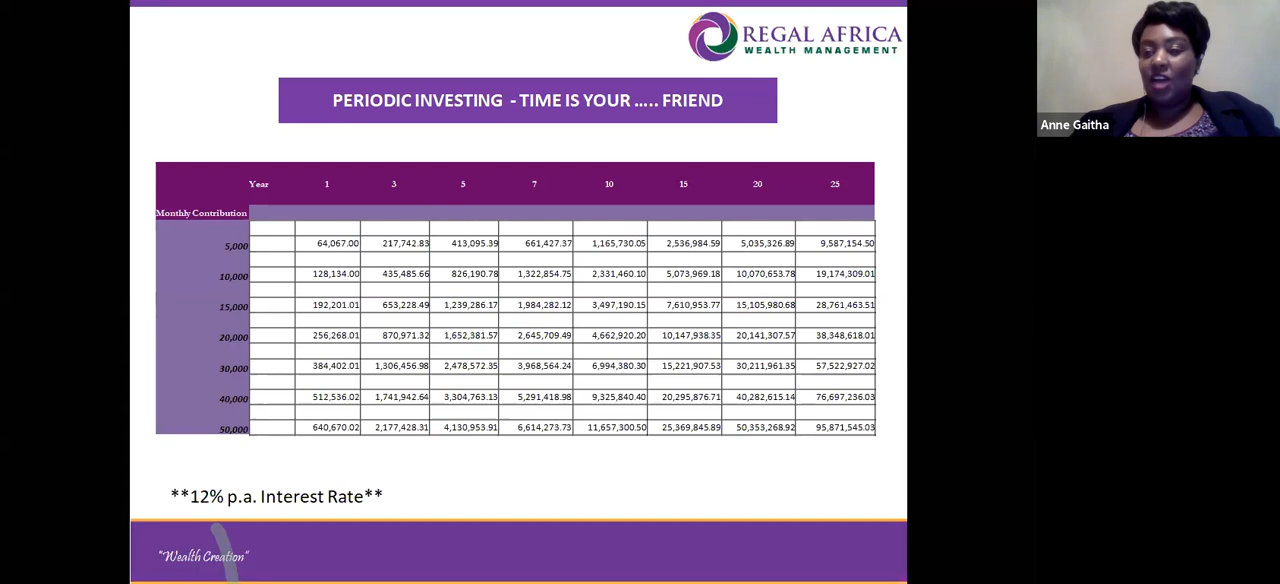 REGAL AFRICA
WEALTH MANAGEMENT
PERIODIC INVESTING - TIME IS YOUR ..... FRIEND
Anne Gaitha
Year 1 3 5 7 10 15 20 25
Monthly Contribution
5,000 64,067.00 217,742.83 413,095.39 661,427.37 1,165,730.05 2,536,984.59 5,035,326.89 9,587,154.50
10,000 128,134.00 435,485.66 826,190.78 1,322,854.75 2,331,460.10 5,073,969.18 10,070,653.78 19,174,309.01
15,000 192,201.01 653,228.49 1,239,286.17 1,984,282.12 3,497,190.15 7,610,953.77 15,105,980.68 28,761,463.51
20,000 256,268.01 870,971.32 1,652,381.57 2,645,709.49 4,662,920.20 10,147,938.35 20,141,307.57 38,348,618.01
30,000 384,402.01 1,306,456.98 2,478,572.35 3,968,564.24 6,994,380.30 15,221,907.53 30,211,961.35 57,522,927.02
40,000 512,536.02 1,741,942.64 3,304,763.13 5,291,418.98 9,325,840.40 20,295,876.71 40,282,615.14 76,697,236.03
50,000 640,670.02 2,177,428.31 4,130,953.91 6,614,273.73 11,657,300.50 25,369,845.89 50,353,268.92 95,871,545.03
**12% p.a. Interest Rate**
"Wealth Creation"